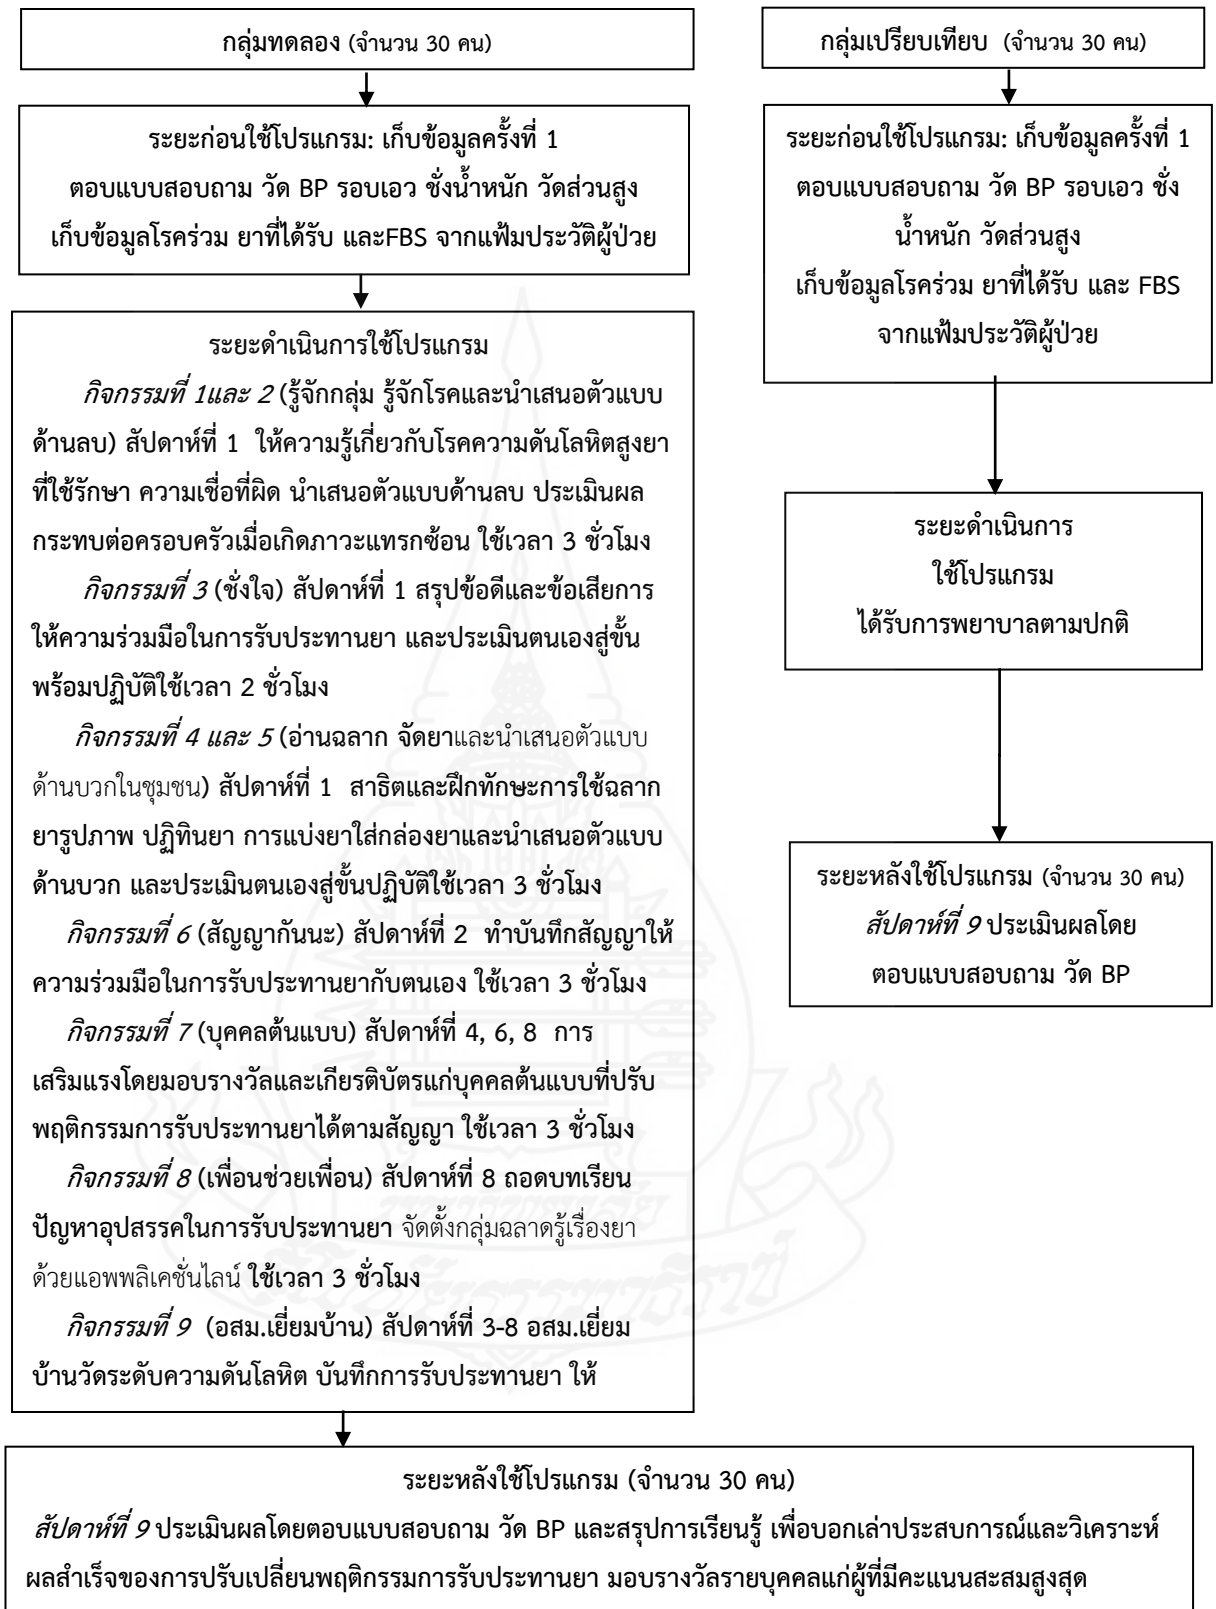 กลุ่มทดลอง (จำนวน 30 คน)
ระยะก่อนใช้โปรแกรม: เก็บข้อมูลครั้งที่ 1
ตอบแบบสอบถาม วัด BP รอบเอว ชั่งน้ำหนัก วัดส่วนสูง
เก็บข้อมูลโรคร่วม ยาที่ได้รับ และFBS จากแฟ้มประวัติผู้ป่วย
ระยะดำเนินการใช้โปรแกรม
กิจกรรมที่ 1และ 2 (รู้จักกลุ่ม รู้จักโรคและนำเสนอตัวแบบ
ด้านลบ) สัปดาห์ที่ 1 ให้ความรู้เกี่ยวกับโรคความดันโลหิตสูงยา
ที่ใช้รักษา ความเชื่อที่ผิด นำเสนอตัวแบบด้านลบ ประเมินผล
กระทบต่อครอบครัวเมื่อเกิดภาวะแทรกซ้อน ใช้เวลา 3 ชั่วโมง
กิจกรรมที่ 3 (ชั่งใจ) สัปดาห์ที่ 1 สรุปข้อดีและข้อเสียการ
ให้ความร่วมมือในการรับประทานยา และประเมินตนเองสู่ขั้น
พร้อมปฏิบัติใช้เวลา 2 ชั่วโมง
กิจกรรมที่ 4 และ 5 (อ่านฉลาก จัดยาและนำเสนอตัวแบบ
ด้านบวกในชุมชน) สัปดาห์ที่ 1 สาธิตและฝึกทักษะการใช้ฉลาก
ยารูปภาพ ปฏิทินยา การแบ่งยาใส่กล่องยาและนำเสนอตัวแบบ
ด้านบวก และประเมินตนเองสู่ขั้นปฏิบัติใช้เวลา 3 ชั่วโมง
กิจกรรมที่ 6 (สัญญากันนะ) สัปดาห์ที่ 2 ทำบันทึกสัญญาให้
ความร่วมมือในการรับประทานยากับตนเอง ใช้เวลา 3 ชั่วโมง
กิจกรรมที่ 7 (บุคคลต้นแบบ) สัปดาห์ที่ 4, 6, 8 การ
เสริมแรงโดยมอบรางวัลและเกียรติบัตรแก่บุคคลต้นแบบที่ปรับ
พฤติกรรมการรับประทานยาได้ตามสัญญา ใช้เวลา 3 ชั่วโมง
กิจกรรมที่ 8 (เพื่อนช่วยเพื่อน) สัปดาห์ที่ 8 ถอดบทเรียน
ปัญหาอุปสรรคในการรับประทานยา จัดตั้งกลุ่มฉลาดรู้เรื่องยา
ด้วยแอพพลิเคชั่นไลน์ ใช้เวลา 3 ชั่วโมง
กิจกรรมที่ 9 (อสม.เยี่ยมบ้าน) สัปดาห์ที่ 3-8 อสม.เยี่ยม
บ้านวัดระดับความดันโลหิต บันทึกการรับประทานยา ให้
กลุ่มเปรียบเทียบ (จำนวน 30 คน)
ระยะก่อนใช้โปรแกรม: เก็บข้อมูลครั้งที่ 1
ตอบแบบสอบถาม วัด BP รอบเอว ชั่ง
น้ำหนัก วัดส่วนสูง
เก็บข้อมูลโรคร่วม ยาที่ได้รับ และ FBS
จากแฟ้มประวัติผู้ป่วย
ระยะดำเนินการ
ใช้โปรแกรม
ได้รับการพยาบาลตามปกติ
ระยะหลังใช้โปรแกรม (จำนวน 30 คน)
สัปดาห์ที่ 9 ประเมินผลโดย
ตอบแบบสอบถาม วัด BP
ระยะหลังใช้โปรแกรม (จำนวน 30 คน)
สัปดาห์ที่ 9 ประเมินผลโดยตอบแบบสอบถาม วัด BP และสรุปการเรียนรู้ เพื่อบอกเล่าประสบการณ์และวิเคราะห์
ผลสำเร็จของการปรับเปลี่ยนพฤติกรรมการรับประทานยา มอบรางวัลรายบุคคลแก่ผู้ที่มีคะแนนสะสมสูงสุด